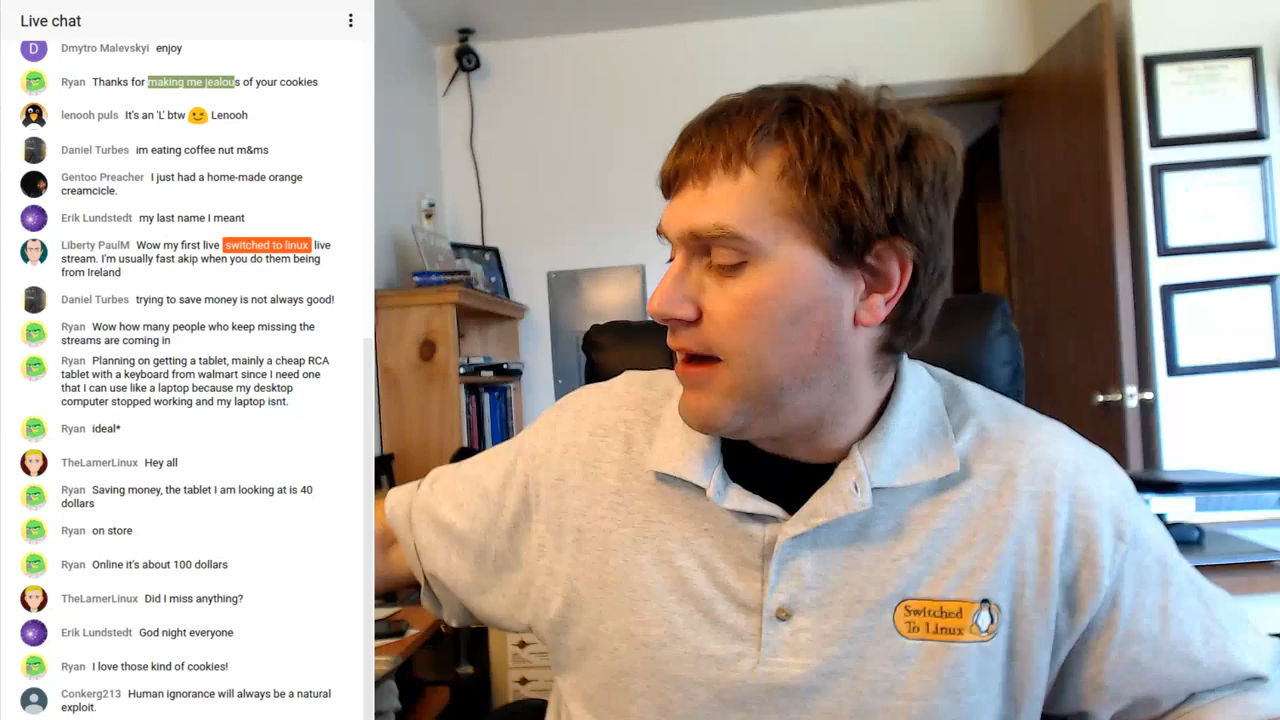 Live chat
D Dmytro Malevskyi enjoy
Ryan Thanks for making me jealous of your cookies
lenooh puls It's an 'L' btw 😉 Lenooh
Daniel Turbes im eating coffee nut m&ms
Gentoo Preacher I just had a home-made orange
creamcicle.
Erik Lundstedt my last name I meant
Liberty PaulM Wow my first live switched to linux live
stream. I'm usually fast akip when you do them being
from Ireland
Daniel Turbes trying to save money is not always good!
Ryan Wow how many people who keep missing the
streams are coming in
Ryan Planning on getting a tablet, mainly a cheap RCA
tablet with a keyboard from walmart since I need one
that I can use like a laptop because my desktop
computer stopped working and my laptop isnt.
Ryan ideal*
TheLamerLinux Hey all
Ryan Saving money, the tablet I am looking at is 40
dollars
Ryan on store
Ryan Online it's about 100 dollars
TheLamerLinux Did I miss anything?
Erik Lundstedt God night everyone
Ryan I love those kind of cookies!
Conkerg213 Human ignorance will always be a natural
exploit.
Switched
To Linux